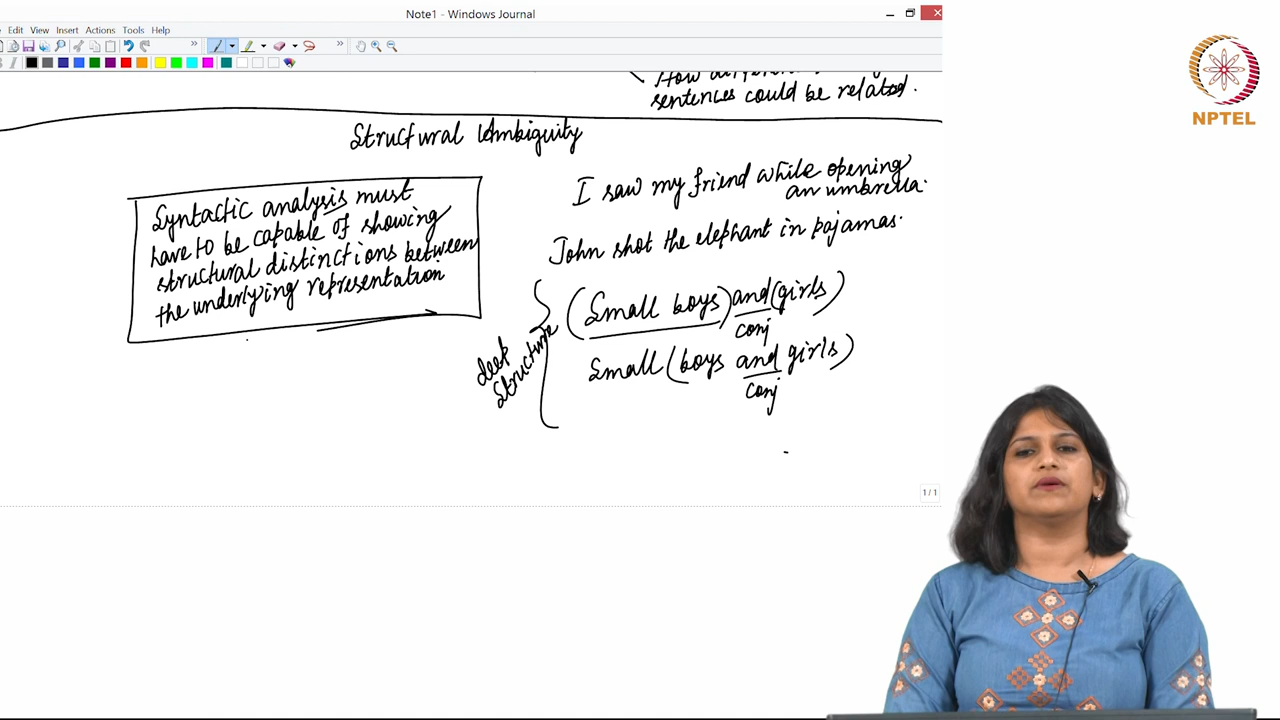 Note1 - Windows Journal
Edit View Insert Actions Tools Help
sentences could be related.
Structural Ambiguity
Syntactic analysis must
have to be capable of showing
structural distinctions between
the underlying representation
I saw my friend while opening
an umbrella.
John shot the elephant in pajamas.
(Small boys) and (girls)
conj
Small (boys and girls)
conj
deep
structure
1 / 1
NPTEL